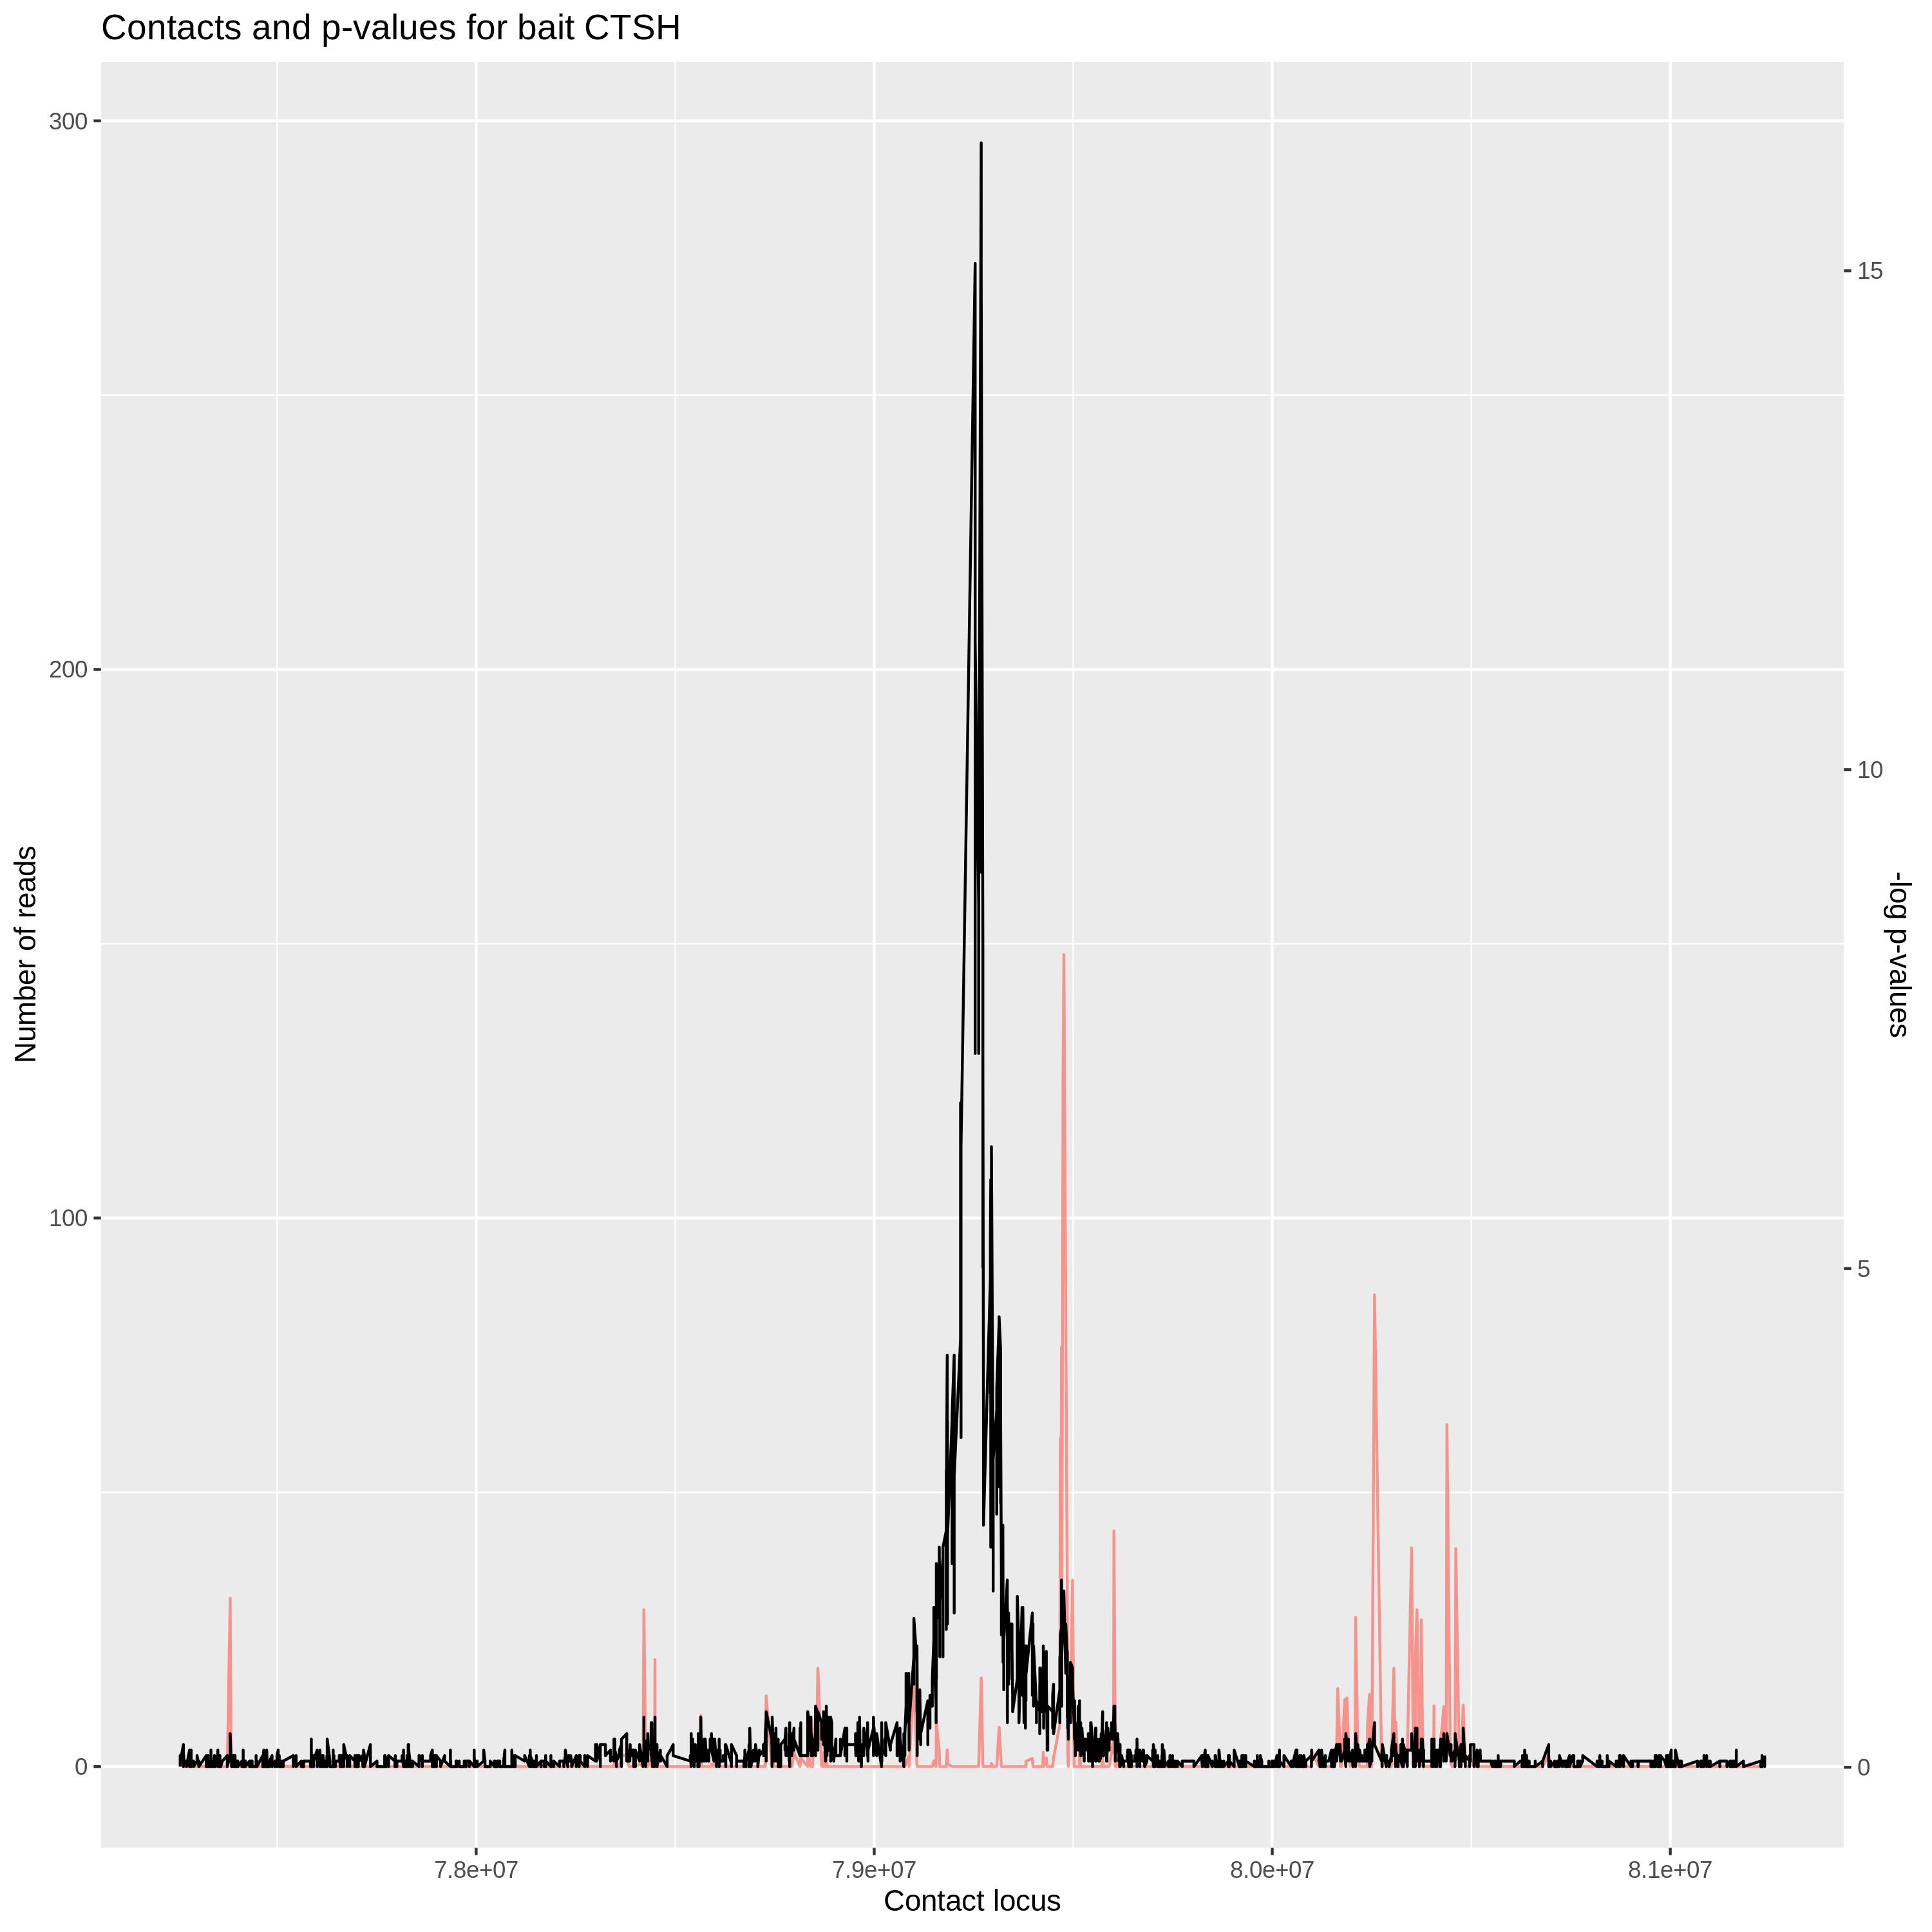 Contacts and p-values for bait CTSH
300
200
100
0
Number of reads
15
10
5
0
-log p-values
7.8e+07
7.9e+07
8.0e+07
8.1e+07
Contact locus